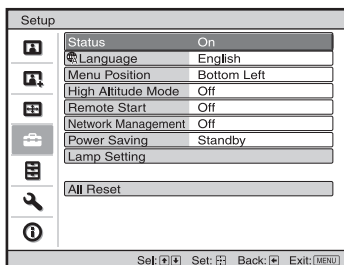 Setup
Status On
Language English
Menu Position Bottom Left
High Altitude Mode Off
Remote Start Off
Network Management Off
Power Saving Standby
Lamp Setting
All Reset
Sel: Set: Back: Exit: MENU